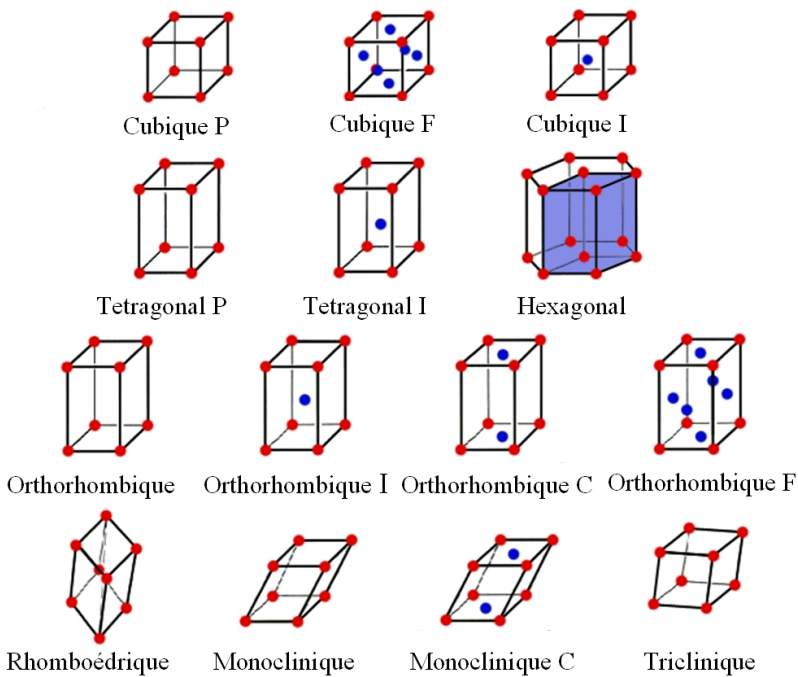 Cubique P
Cubique F
Cubique I
Tetragonal P
Tetragonal I
Hexagonal
Orthorhombique
Orthorhombique I
Orthorhombique C
Orthorhombique F
Rhomboédrique
Monoclinique
Monoclinique C
Triclinique